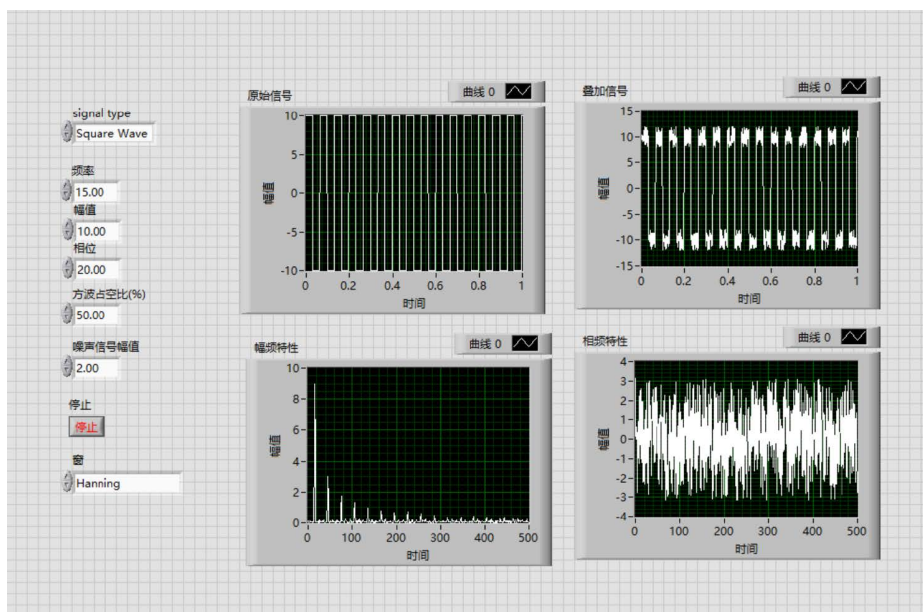 signal type
Square Wave
频率
15.00
幅值
10.00
相位
20.00
方波占空比(%)
50.00
噪声信号幅值
2.00
停止
停止
窗
Hanning
原始信号
曲线 0
10
5
0
-5
-10
幅值
0 0.2 0.4 0.6 0.8 1
时间
叠加信号
曲线 0
15
10
5
0
-5
-10
-15
幅值
0 0.2 0.4 0.6 0.8 1
时间
幅频特性
曲线 0
10
8
6
4
2
0
幅值
0 100 200 300 400 500
时间
相频特性
曲线 0
4
3
2
1
0
-1
-2
-3
-4
幅值
0 100 200 300 400 500
时间